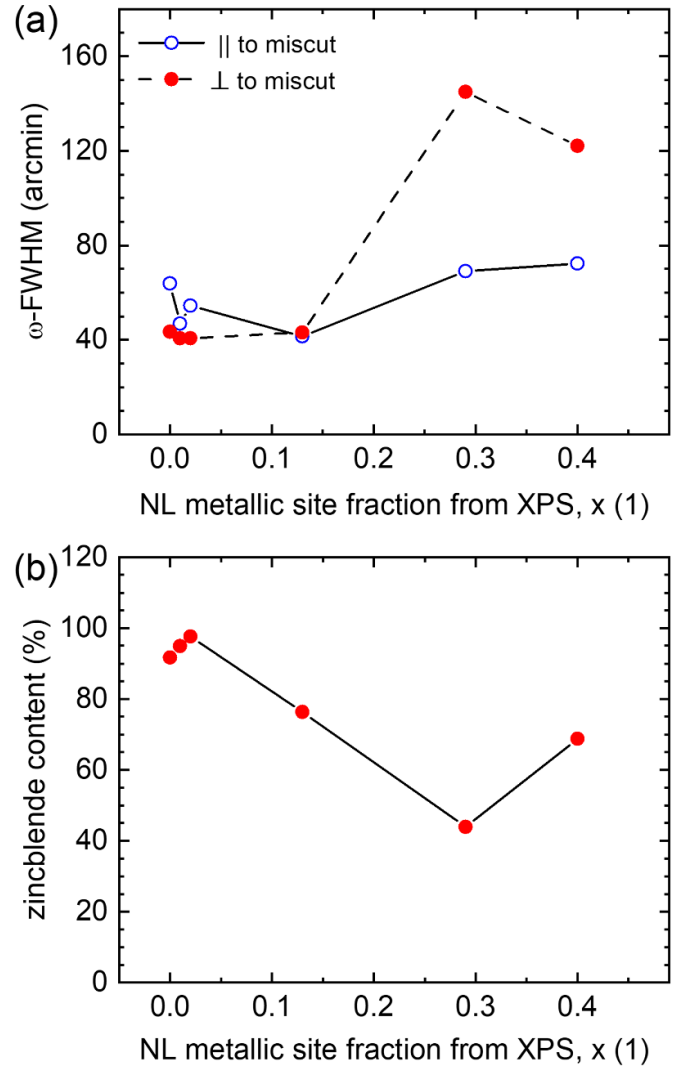 (a)
|| to miscut
⊥ to miscut
160
120
80
40
0
ω-FWHM (arcmin)
0.0 0.1 0.2 0.3 0.4
NL metallic site fraction from XPS, x (1)
(b)
120
100
80
60
40
20
0
zincblende content (%)
0.0 0.1 0.2 0.3 0.4
NL metallic site fraction from XPS, x (1)